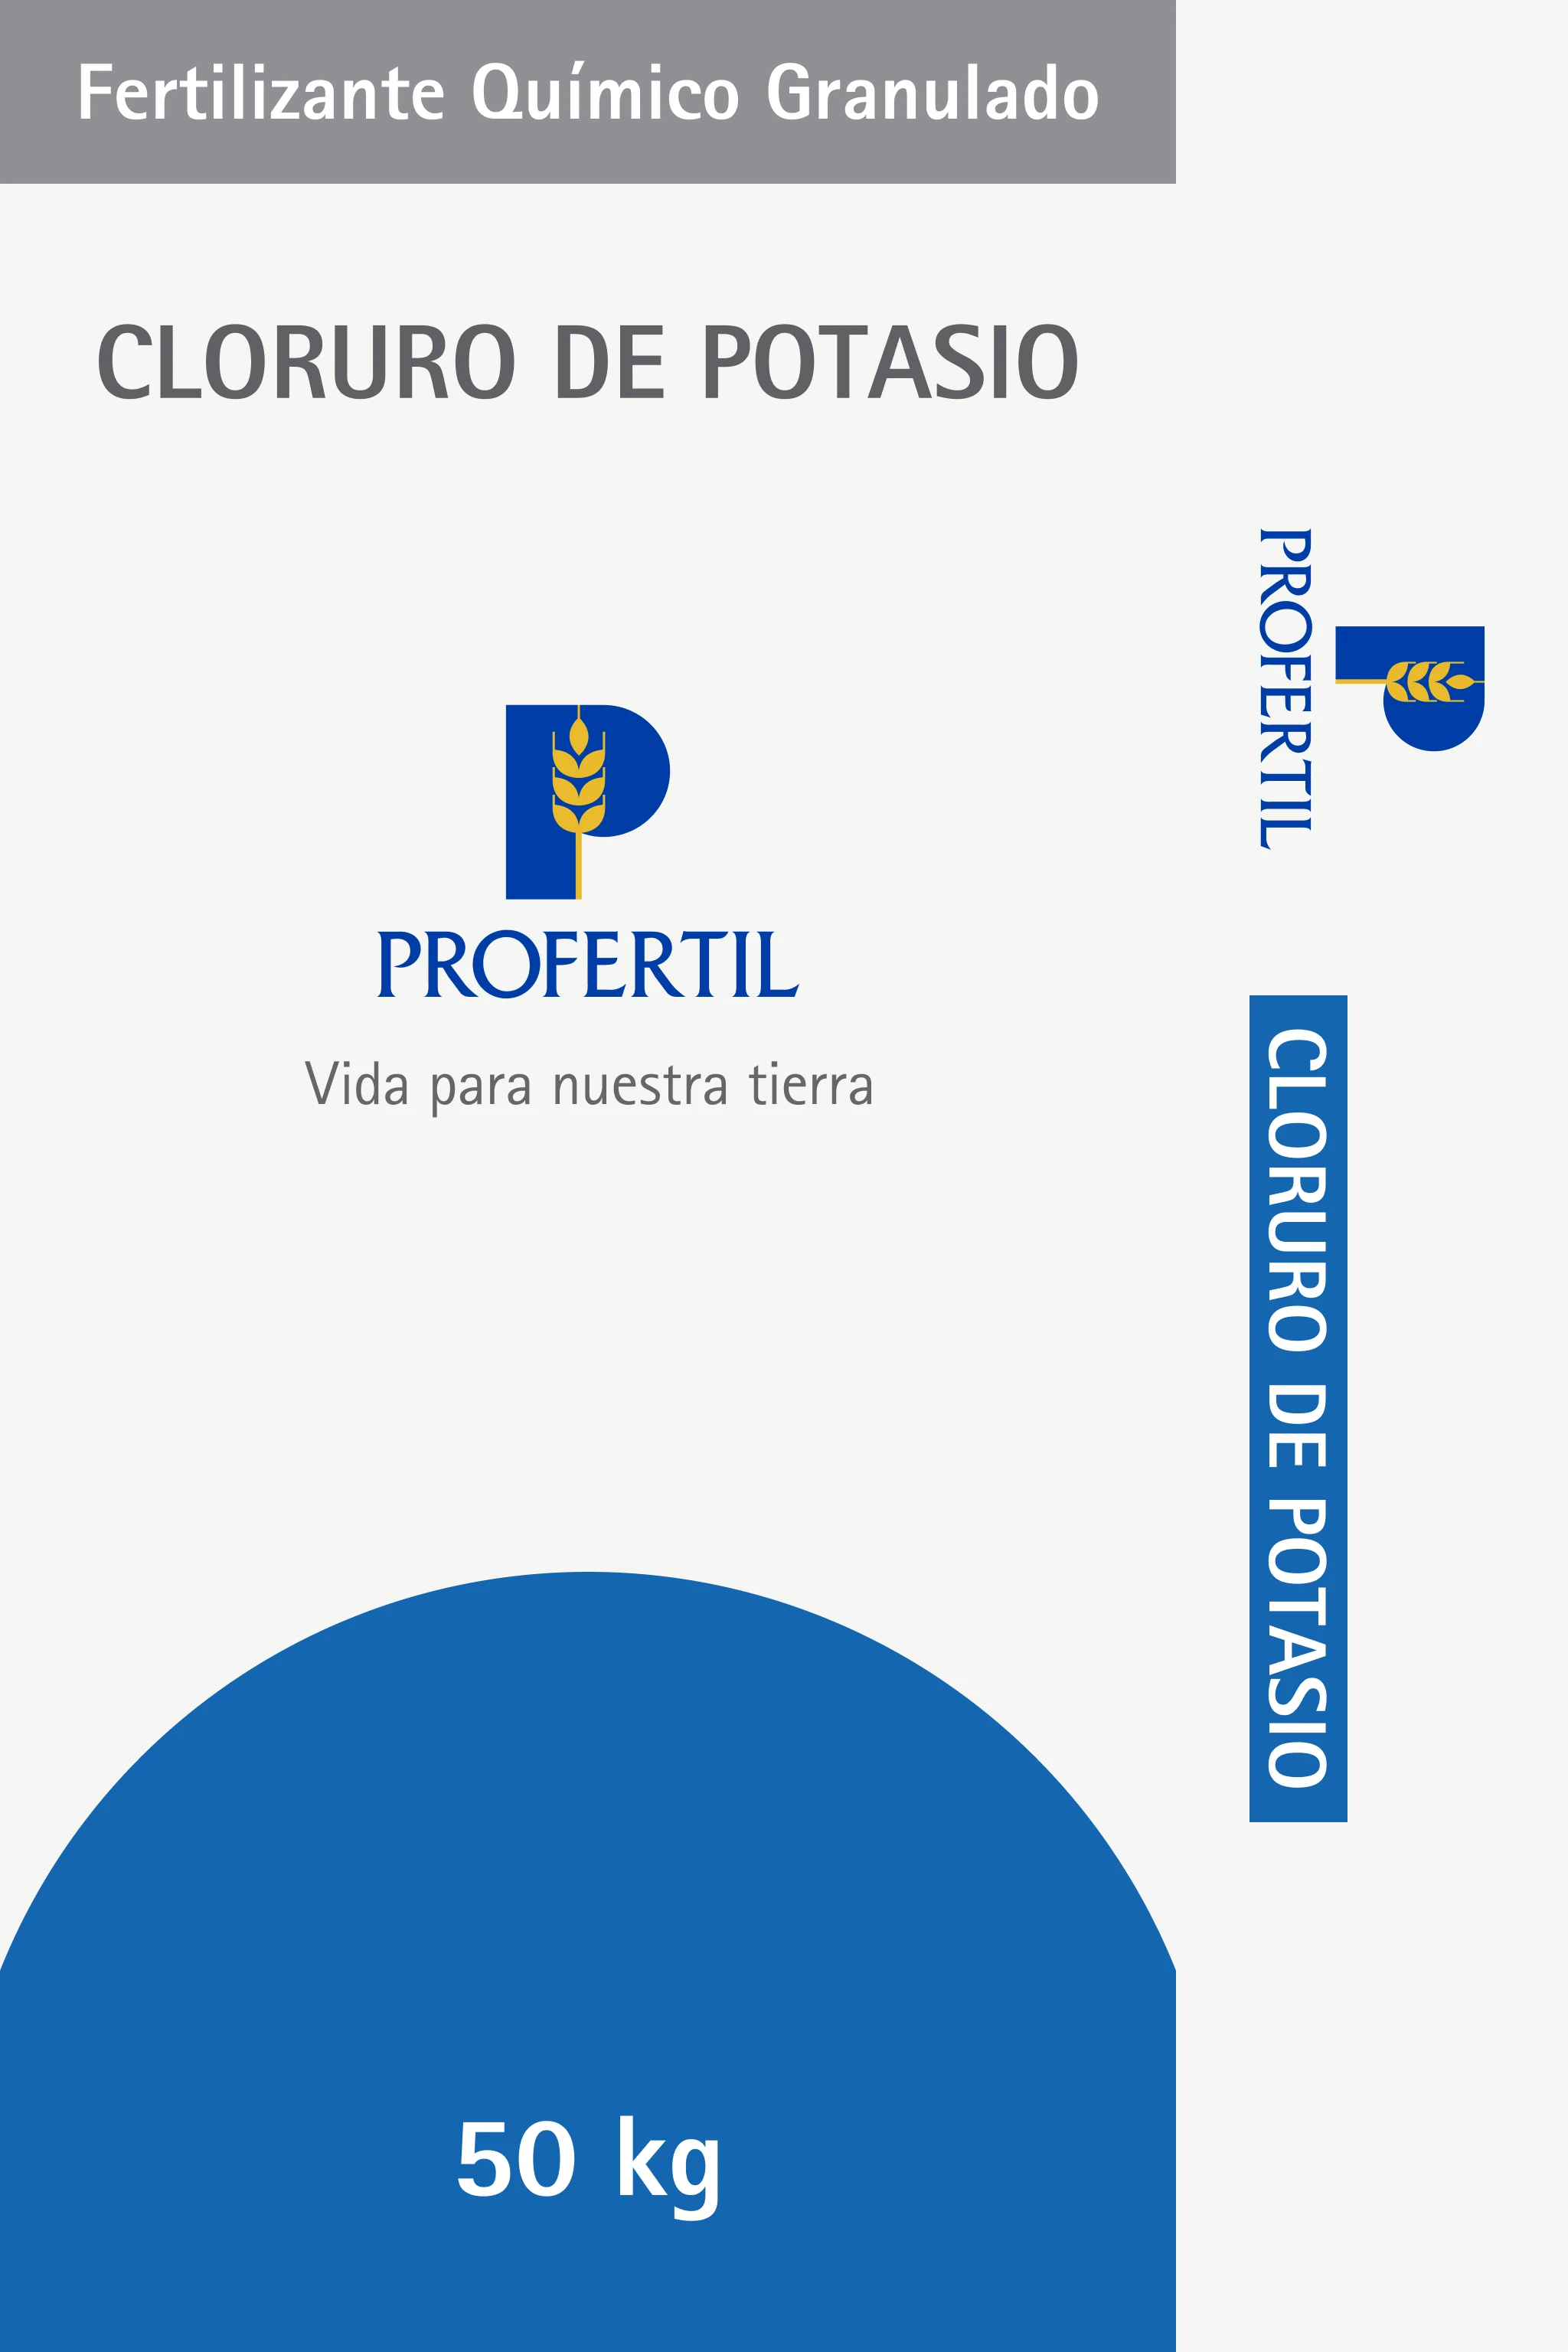 Fertilizante Químico Granulado
CLORURO DE POTASIO
PROFERTIL
Vida para nuestra tierra
50 kg
PROFERTIL
CLORURO DE POTASIO